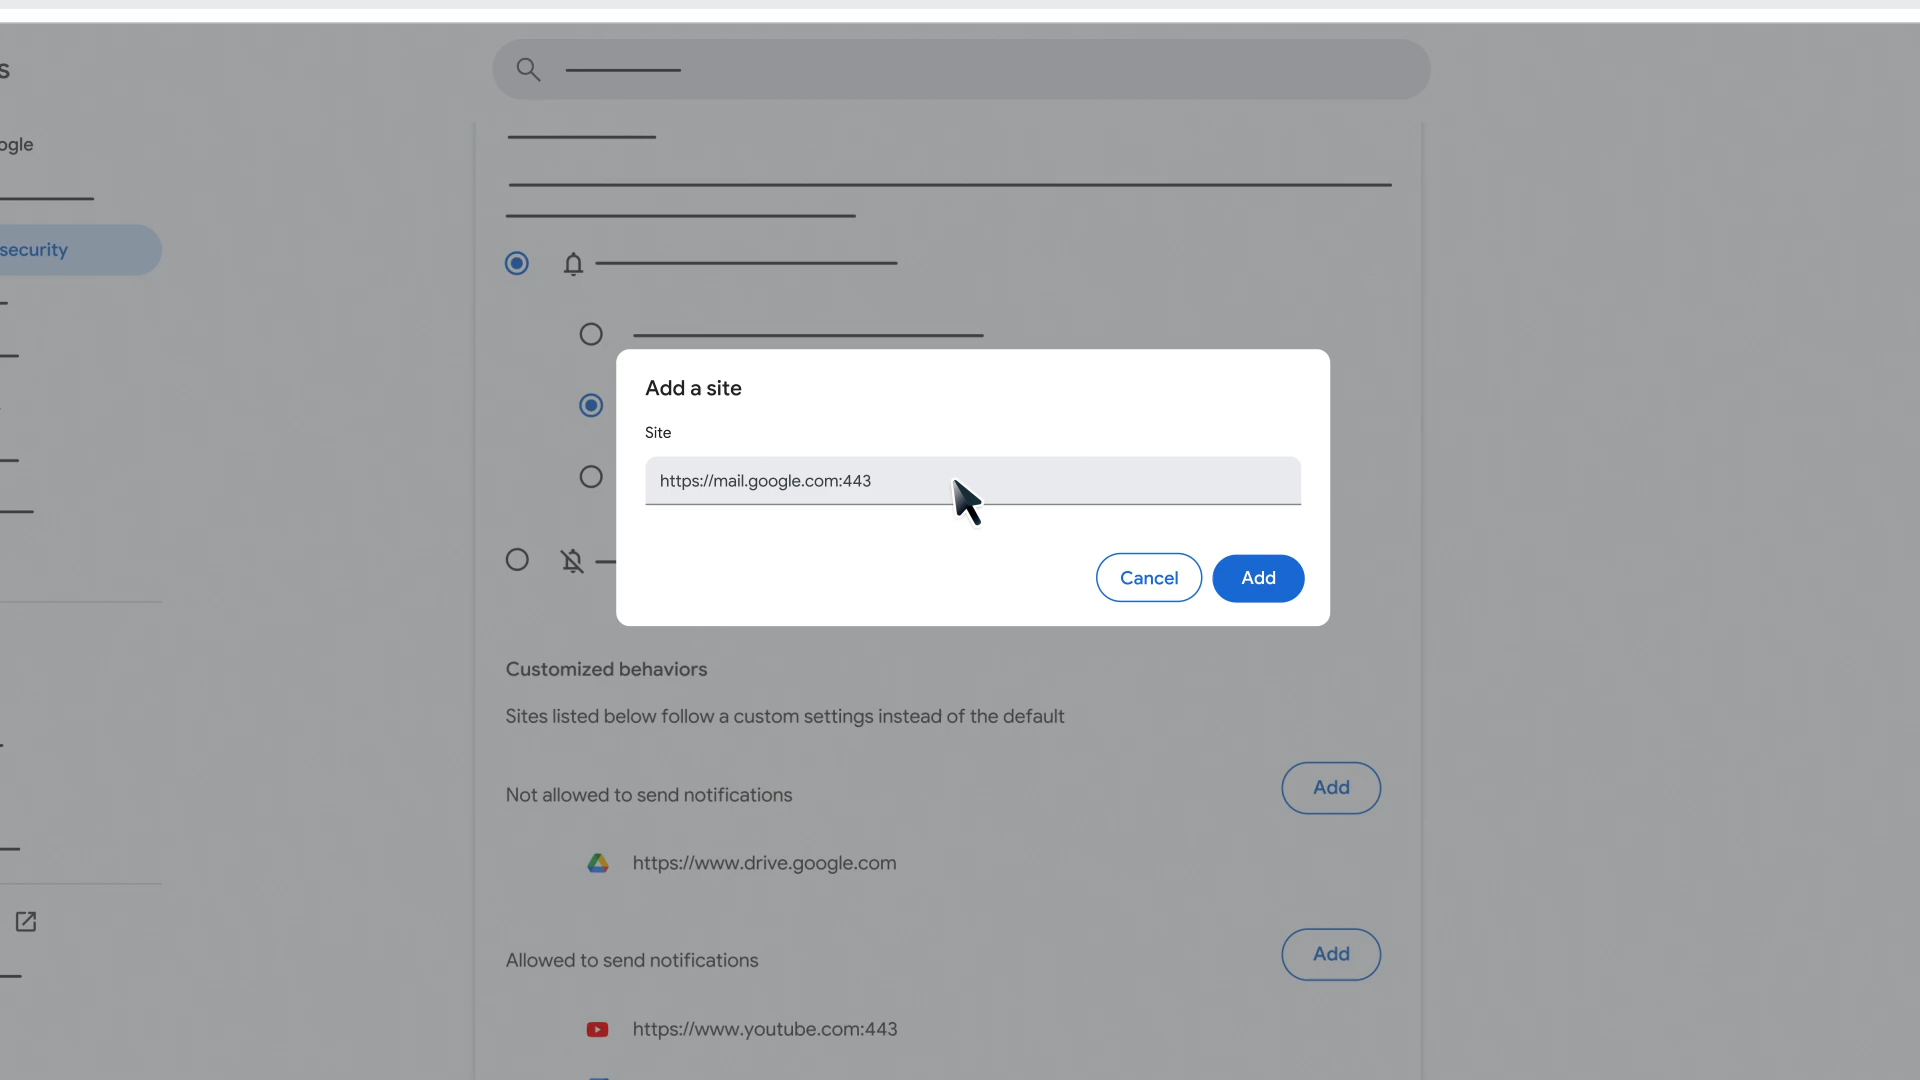 s
ogle
security
Add a site
Site
https://mail.google.com:443
Cancel
Add
Customized behaviors
Sites listed below follow a custom settings instead of the default
Not allowed to send notifications
Add
https://www.drive.google.com
Allowed to send notifications
Add
https://www.youtube.com:443